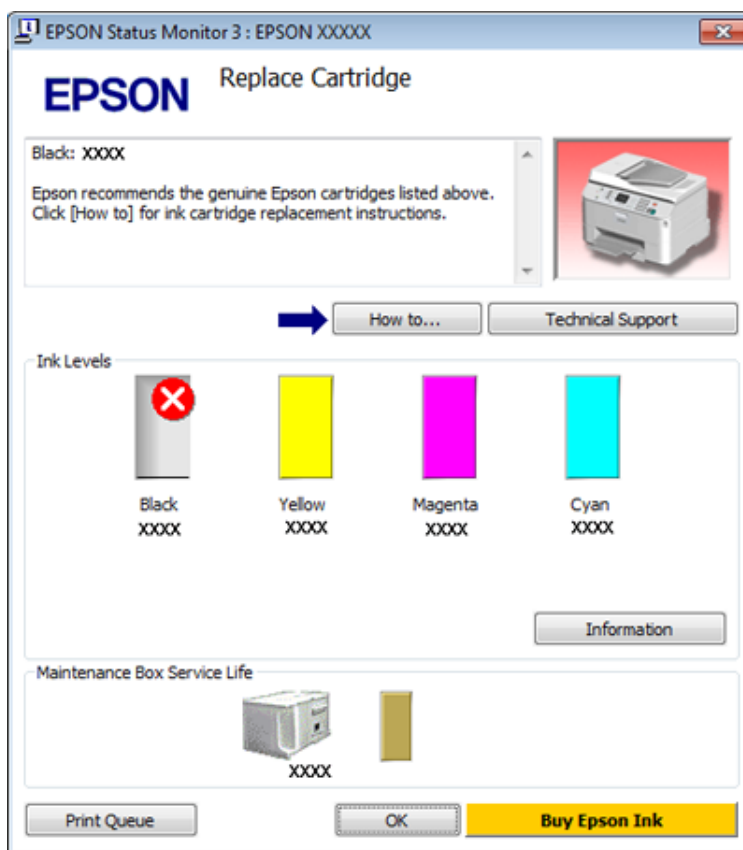 EPSON Status Monitor 3 : EPSON XXXXX
EPSON
Replace Cartridge
Black: XXXX
Epson recommends the genuine Epson cartridges listed above.
Click [How to] for ink cartridge replacement instructions.
How to...
Technical Support
Ink Levels
Black
Yellow
Magenta
Cyan
XXXX
XXXX
XXXX
XXXX
Information
Maintenance Box Service Life
XXXX
Print Queue
OK
Buy Epson Ink